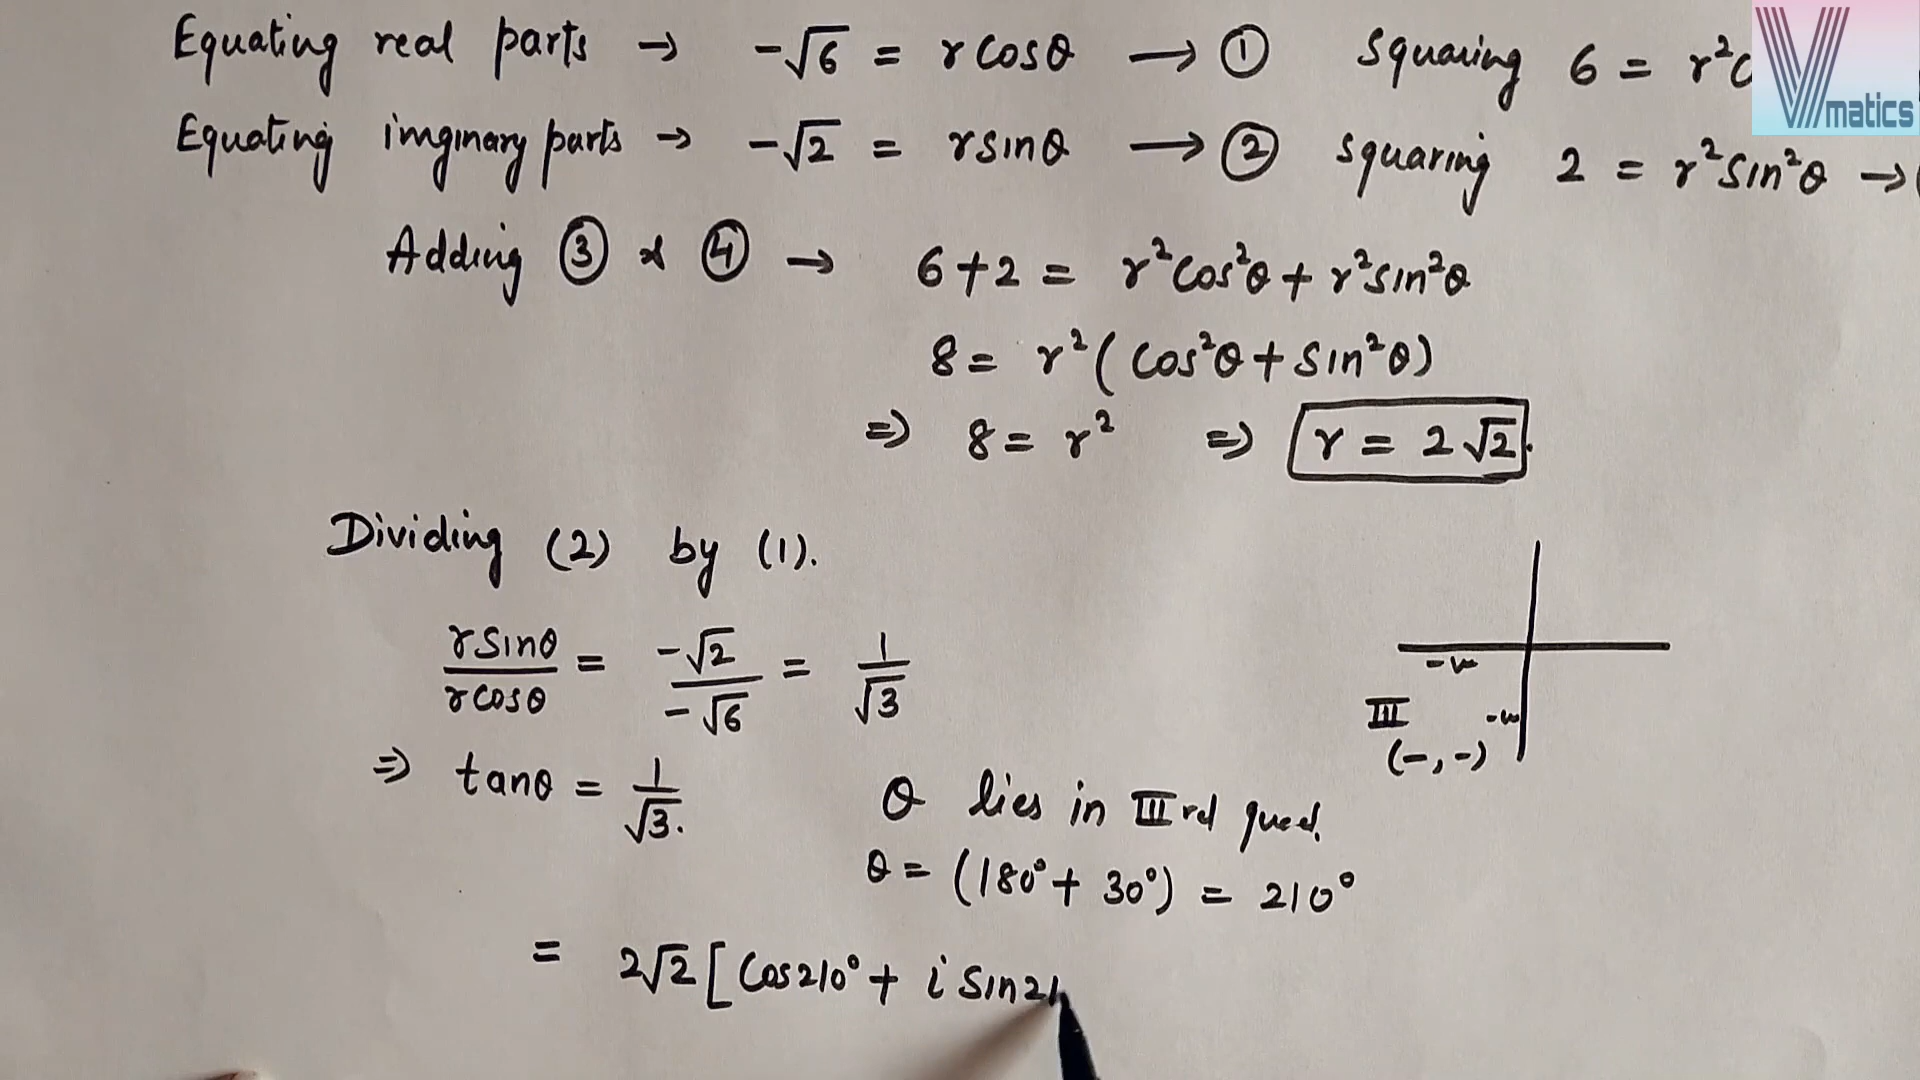 Equating real parts → -√6 = r cosθ → ① Squaring 6 = r²c
Equating imginary parts → -√2 = r sinθ → ② squaring 2 = r²sin²θ →
Vmatics
Adding ③ & ④ → 6+2 = r²cos²θ + r²sin²θ
8 = r²(cos²θ + sin²θ)
⇒ 8 = r² ⇒ r = 2√2.
Dividing (2) by (1).
r sinθ / r cosθ = -√2 / -√6 = 1/√3
III
(-,-)
⇒ tanθ = 1/√3. θ lies in IIIrd quad.
θ = (180° + 30°) = 210°
= 2√2 [cos210° + i sin21